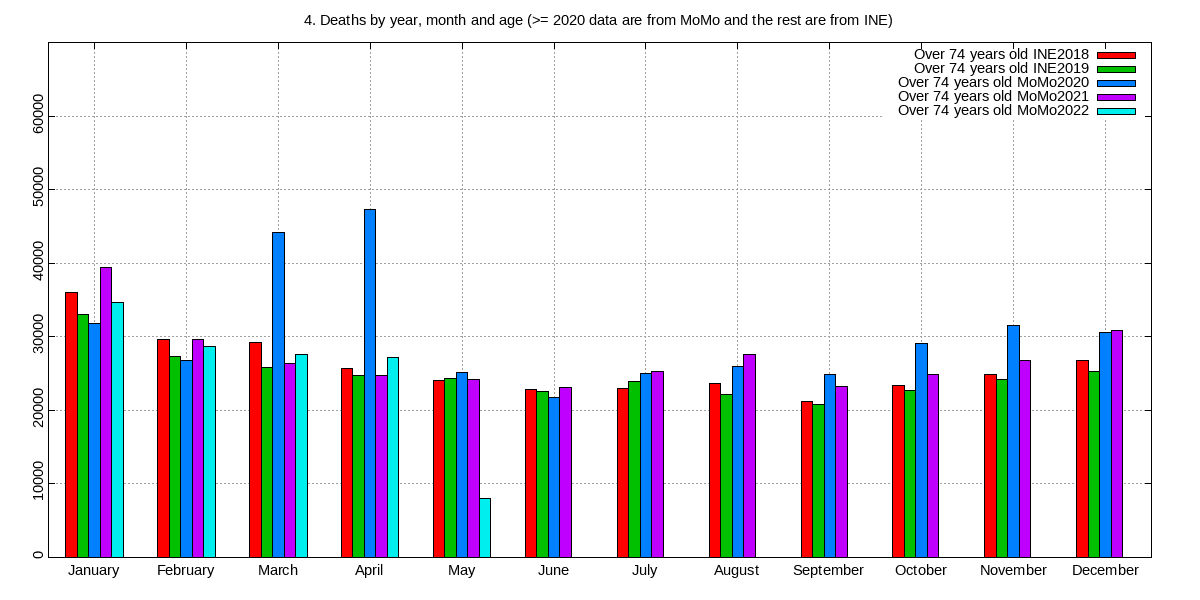 4. Deaths by year, month and age (>= 2020 data are from MoMo and the rest are from INE)
Over 74 years old INE2018
Over 74 years old INE2019
Over 74 years old MoMo2020
Over 74 years old MoMo2021
Over 74 years old MoMo2022
60000
50000
40000
30000
20000
10000
0
January February March April May June July August September October November December